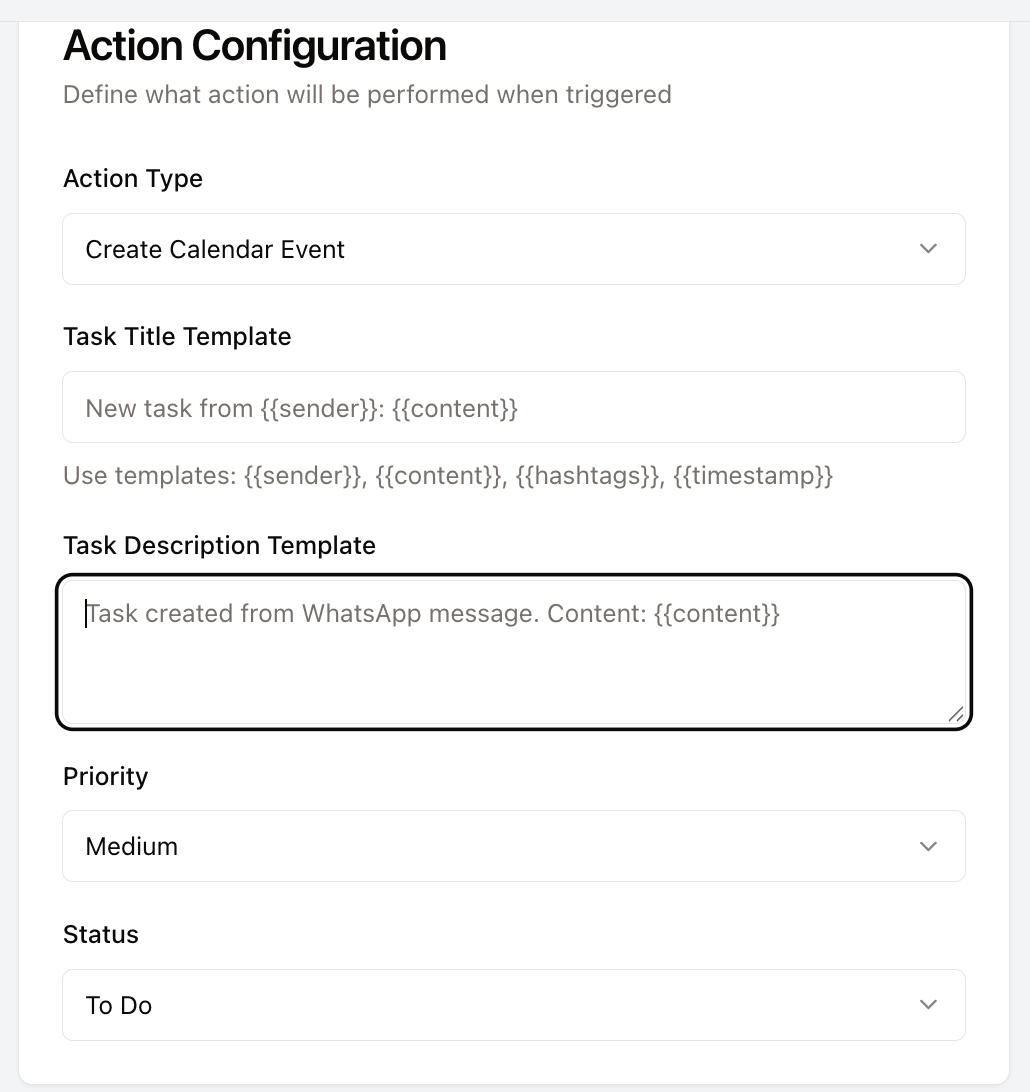 Action Configuration
Define what action will be performed when triggered
Action Type
Create Calendar Event
Task Title Template
New task from {{sender}}: {{content}}
Use templates: {{sender}}, {{content}}, {{hashtags}}, {{timestamp}}
Task Description Template
Task created from WhatsApp message. Content: {{content}}
Priority
Medium
Status
To Do